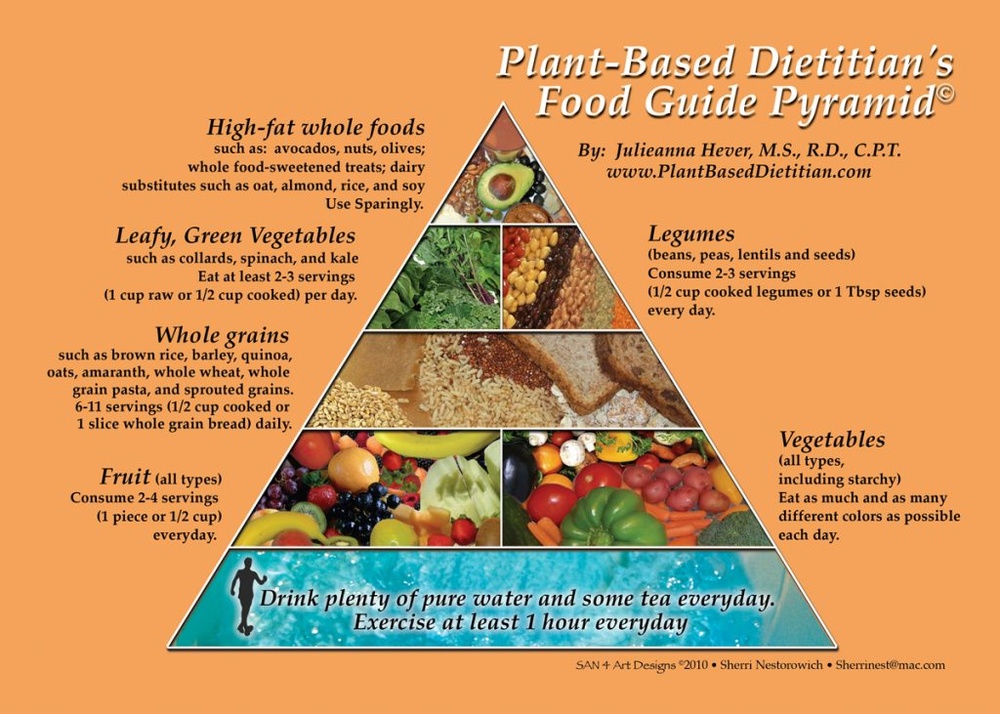 Plant-Based Dietitian's
Food Guide Pyramid©
By: Julieanna Hever, M.S., R.D., C.P.T.
www.PlantBasedDietitian.com
High-fat whole foods
such as: avocados, nuts, olives;
whole food-sweetened treats; dairy
substitutes such as oat, almond, rice, and soy
Use Sparingly.
Leafy, Green Vegetables
such as collards, spinach, and kale
Eat at least 2-3 servings
(1 cup raw or 1/2 cup cooked) per day.
Legumes
(beans, peas, lentils and seeds)
Consume 2-3 servings
(1/2 cup cooked legumes or 1 Tbsp seeds)
every day.
Whole grains
such as brown rice, barley, quinoa,
oats, amaranth, whole wheat, whole
grain pasta, and sprouted grains.
6-11 servings (1/2 cup cooked or
1 slice whole grain bread) daily.
Fruit (all types)
Consume 2-4 servings
(1 piece or 1/2 cup)
everyday.
Vegetables
(all types,
including starchy)
Eat as much and as many
different colors as possible
each day.
Drink plenty of pure water and some tea everyday.
Exercise at least 1 hour everyday
SAN 4 Art Designs ©2010 • Sherri Nestorowich • Sherrinest@mac.com